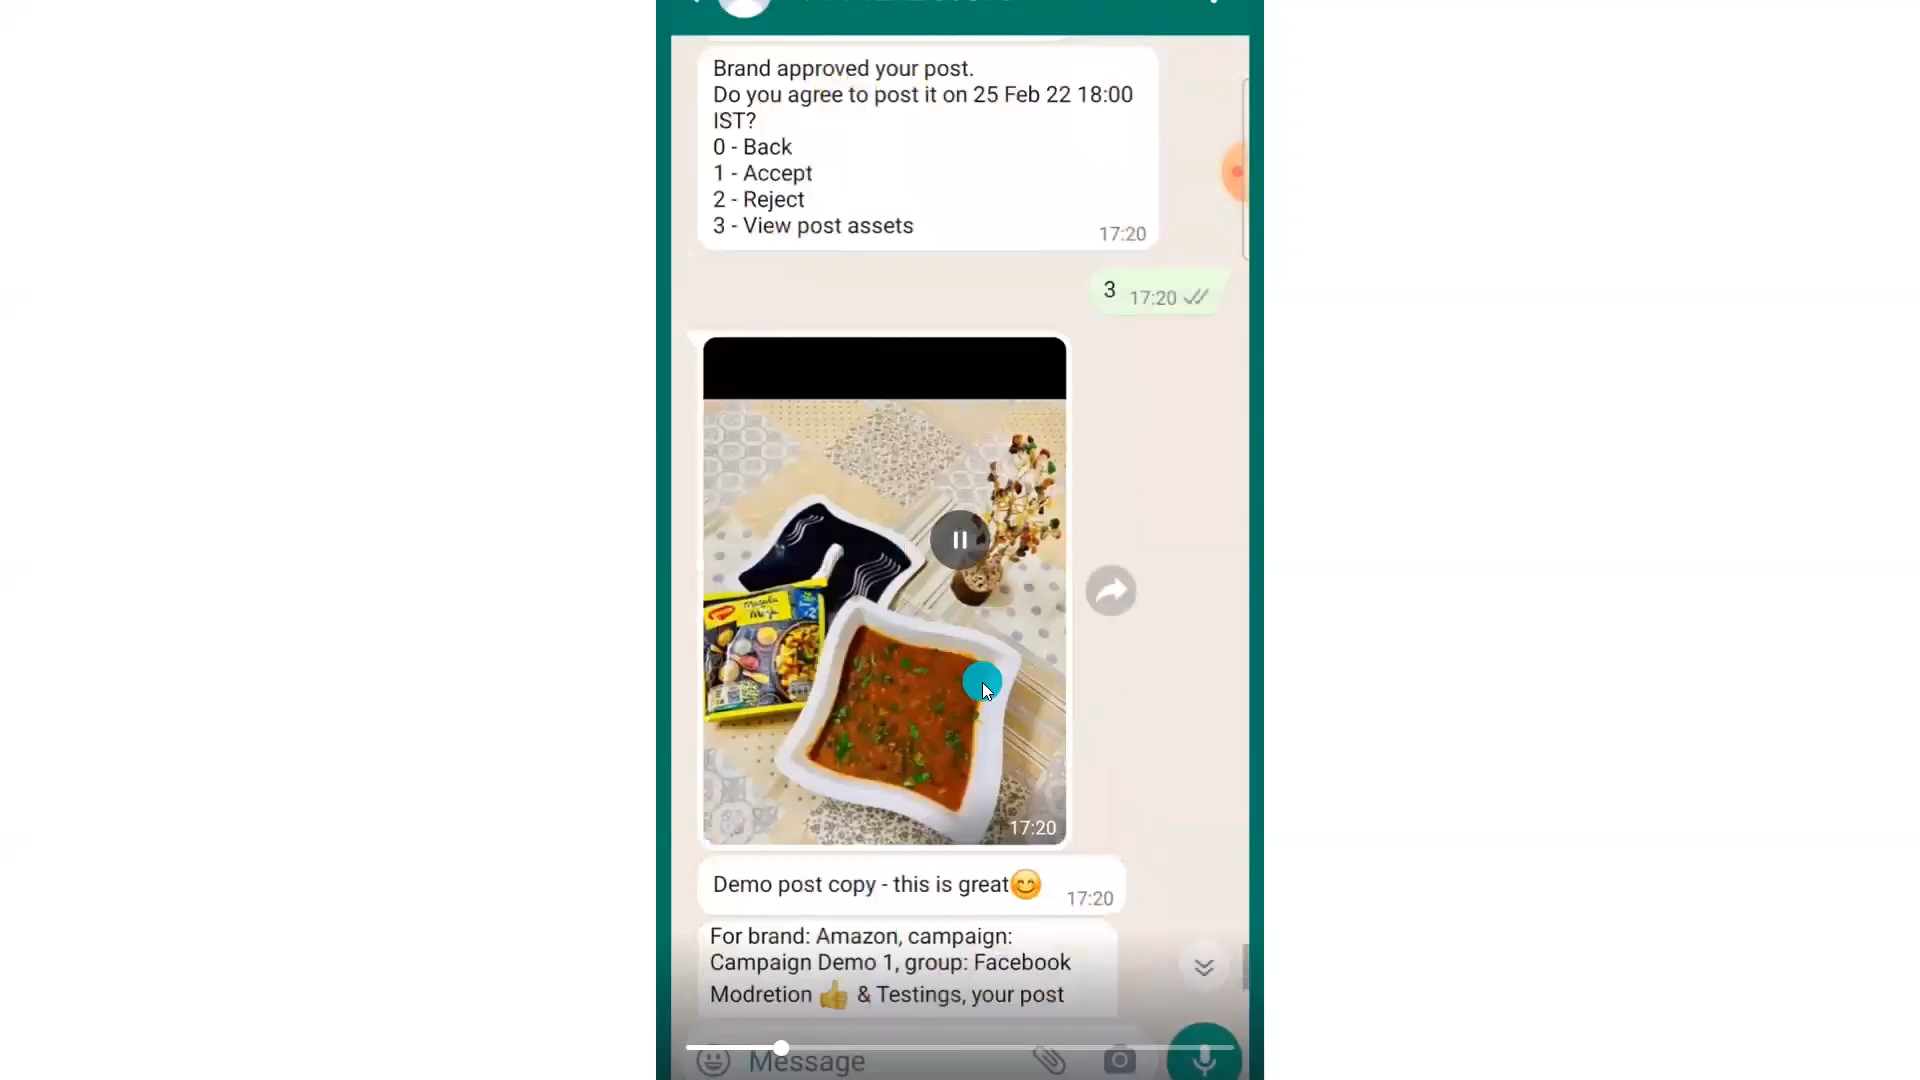 Brand approved your post.
Do you agree to post it on 25 Feb 22 18:00
IST?
0 - Back
1 - Accept
2 - Reject
3 - View post assets
17:20
3 17:20
Masala
17:20
Demo post copy - this is great😊 17:20
For brand: Amazon, campaign:
Campaign Demo 1, group: Facebook
Modretion 👍 & Testings, your post
Message